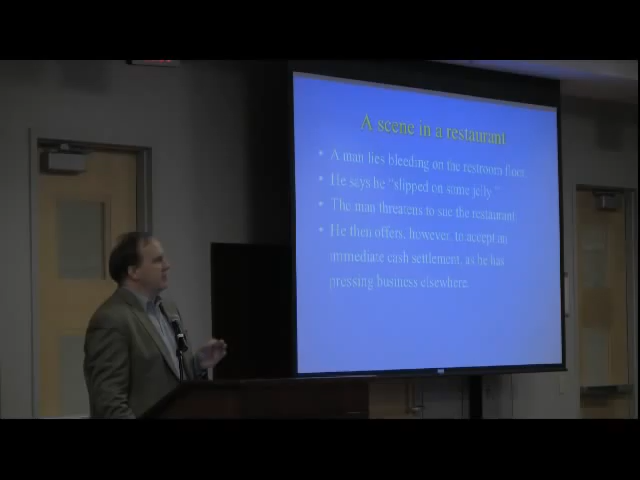 A scene in a restaurant
• A man lies bleeding on the restroom floor.
• He says he "slipped on some jelly."
• The man threatens to sue the restaurant.
• He then offers, however, to accept an
immediate cash settlement, as he has
pressing business elsewhere.